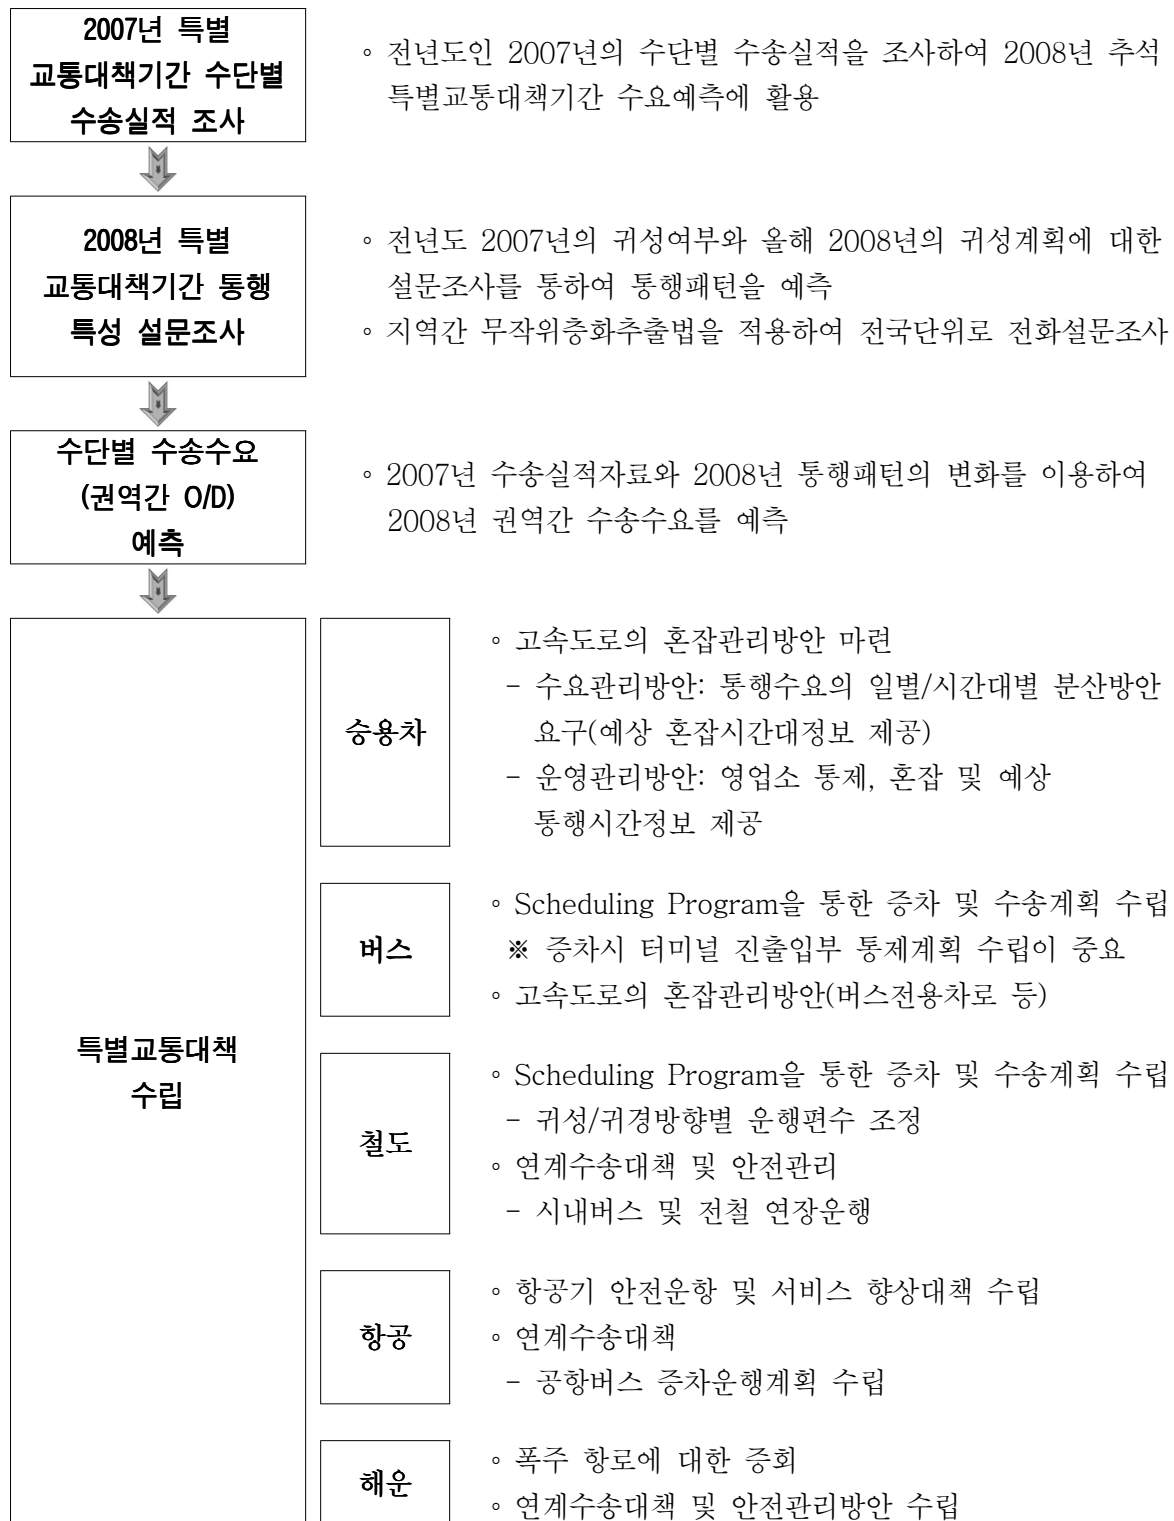 2007년 특별
교통대책기간 수단별
수송실적 조사
◦ 전년도인 2007년의 수단별 수송실적을 조사하여 2008년 추석
특별교통대책기간 수요예측에 활용
2008년 특별
교통대책기간 통행
특성 설문조사
◦ 전년도 2007년의 귀성여부와 올해 2008년의 귀성계획에 대한
설문조사를 통하여 통행패턴을 예측
◦ 지역간 무작위층화추출법을 적용하여 전국단위로 전화설문조사
수단별 수송수요
(권역간 O/D)
예측
◦ 2007년 수송실적자료와 2008년 통행패턴의 변화를 이용하여
2008년 권역간 수송수요를 예측
특별교통대책
수립
승용차
◦ 고속도로의 혼잡관리방안 마련
- 수요관리방안: 통행수요의 일별/시간대별 분산방안
요구(예상 혼잡시간대정보 제공)
- 운영관리방안: 영업소 통제, 혼잡 및 예상
통행시간정보 제공
버스
◦ Scheduling Program을 통한 증차 및 수송계획 수립
※ 증차시 터미널 진출입부 통제계획 수립이 중요
◦ 고속도로의 혼잡관리방안(버스전용차로 등)
철도
◦ Scheduling Program을 통한 증차 및 수송계획 수립
- 귀성/귀경방향별 운행편수 조정
◦ 연계수송대책 및 안전관리
- 시내버스 및 전철 연장운행
항공
◦ 항공기 안전운항 및 서비스 향상대책 수립
◦ 연계수송대책
- 공항버스 증차운행계획 수립
해운
◦ 폭주 항로에 대한 증회
◦ 연계수송대책 및 안전관리방안 수립